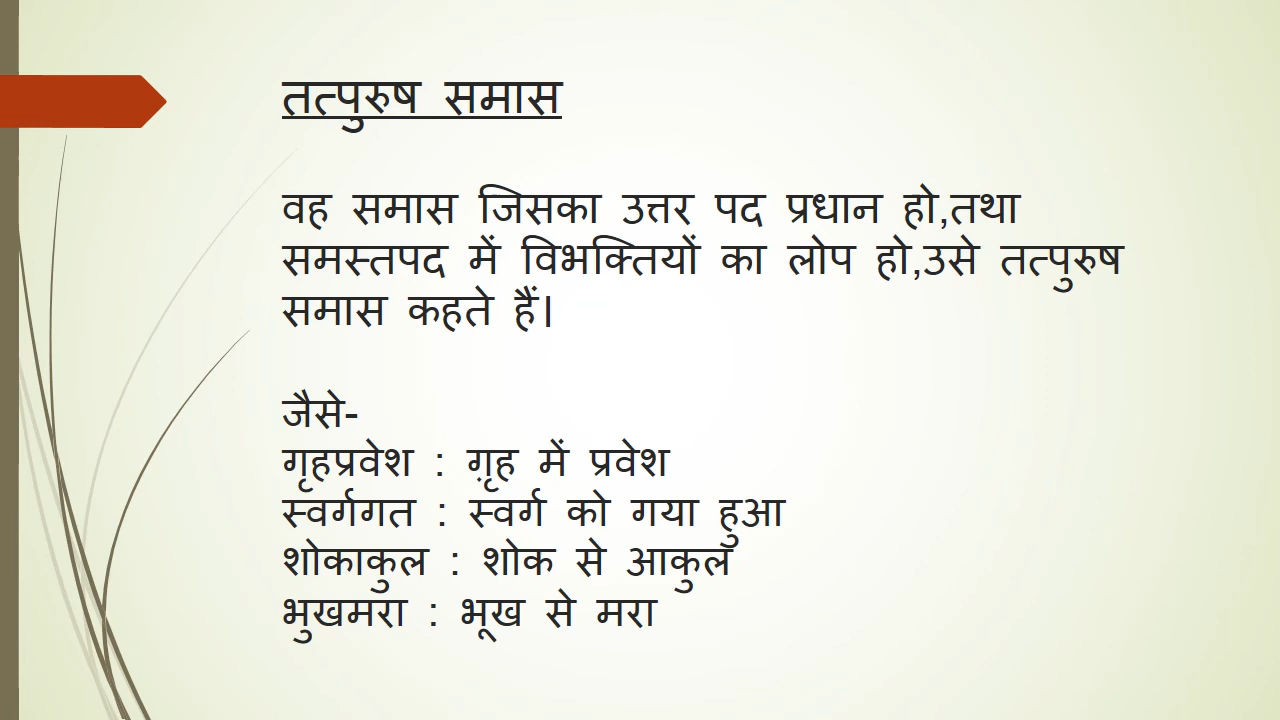 तत्पुरुष समास
वह समास जिसका उत्तर पद प्रधान हो,तथा
समस्तपद में विभक्तियों का लोप हो,उसे तत्पुरुष
समास कहते हैं।
जैसे-
गृहप्रवेश : ग़ृह में प्रवेश
स्वर्गगत : स्वर्ग को गया हुआ
शोकाकुल : शोक से आकुल
भुखमरा : भूख से मरा